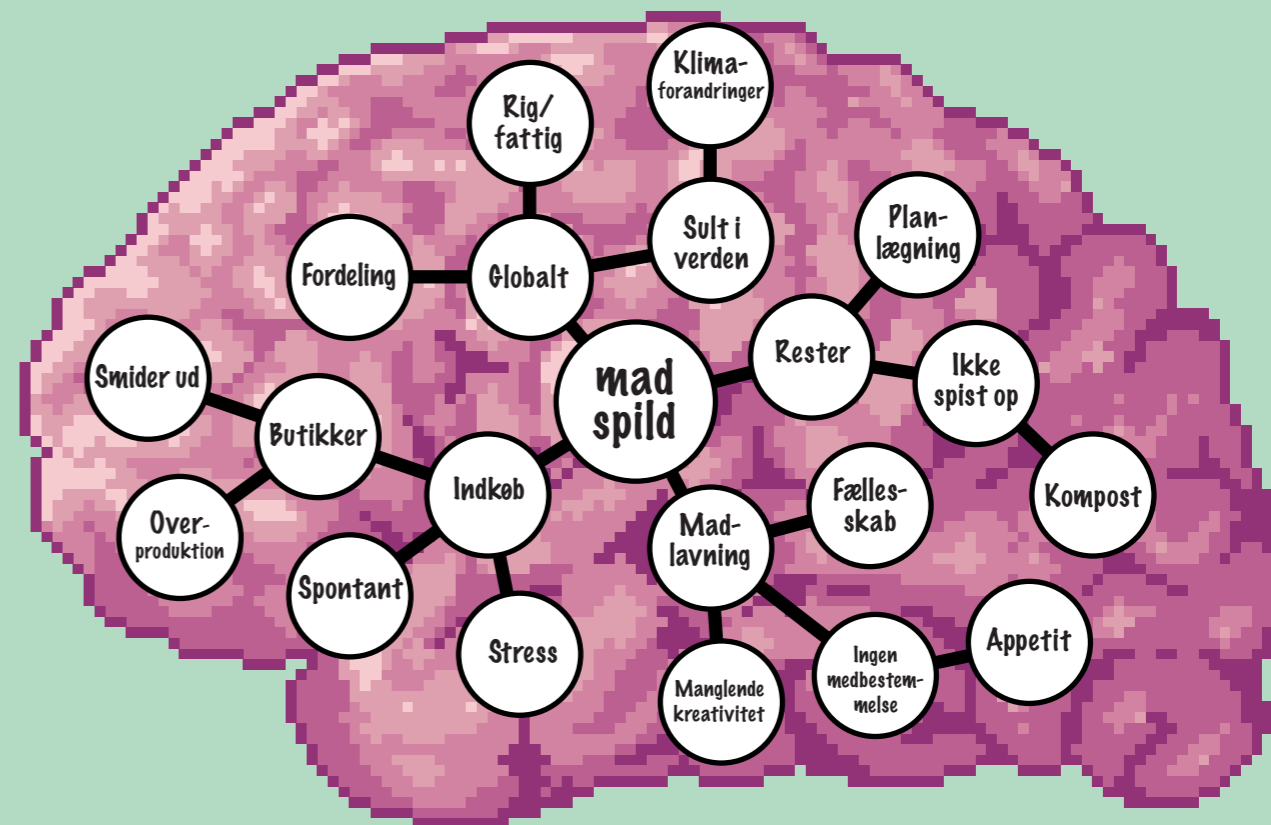 Klima-
forandringer
Rig/
fattig
Sult i
verden
Plan-
lægning
Fordeling
Globalt
Rester
Ikke
spist op
mad
spild
Smider ud
Butikker
Indkøb
Fælles-
skab
Kompost
Over-
produktion
Mad-
lavning
Spontant
Stress
Appetit
Ingen
medbestem-
melse
Manglende
kreativitet